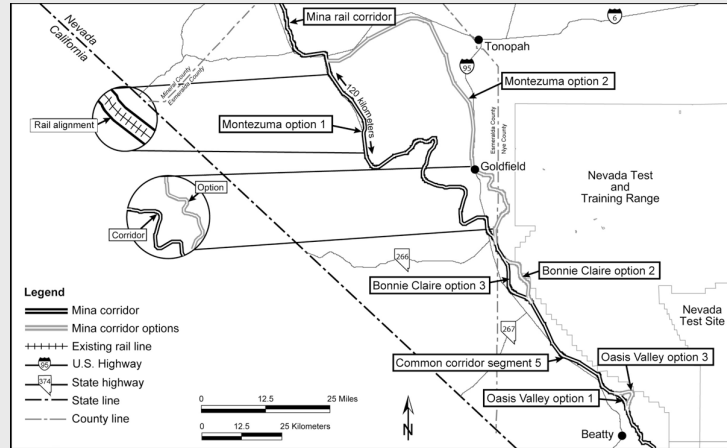 Nevada
California
Mina rail corridor
6
Tonopah
95
Mineral County
Esmeralda County
120 kilometers
Montezuma option 2
Rail alignment
Montezuma option 1
Esmeralda County
Nye County
Goldfield
Nevada Test
and
Training Range
Option
Corridor
266
Bonnie Claire option 2
Bonnie Claire option 3
Legend
Mina corridor
Mina corridor options
Existing rail line
95
U.S. Highway
374
State highway
State line
County line
267
Nevada
Test Site
Common corridor segment 5
Oasis Valley option 3
Oasis Valley option 1
Beatty
0 12.5 25 Miles
0 12.5 25 Kilometers
N